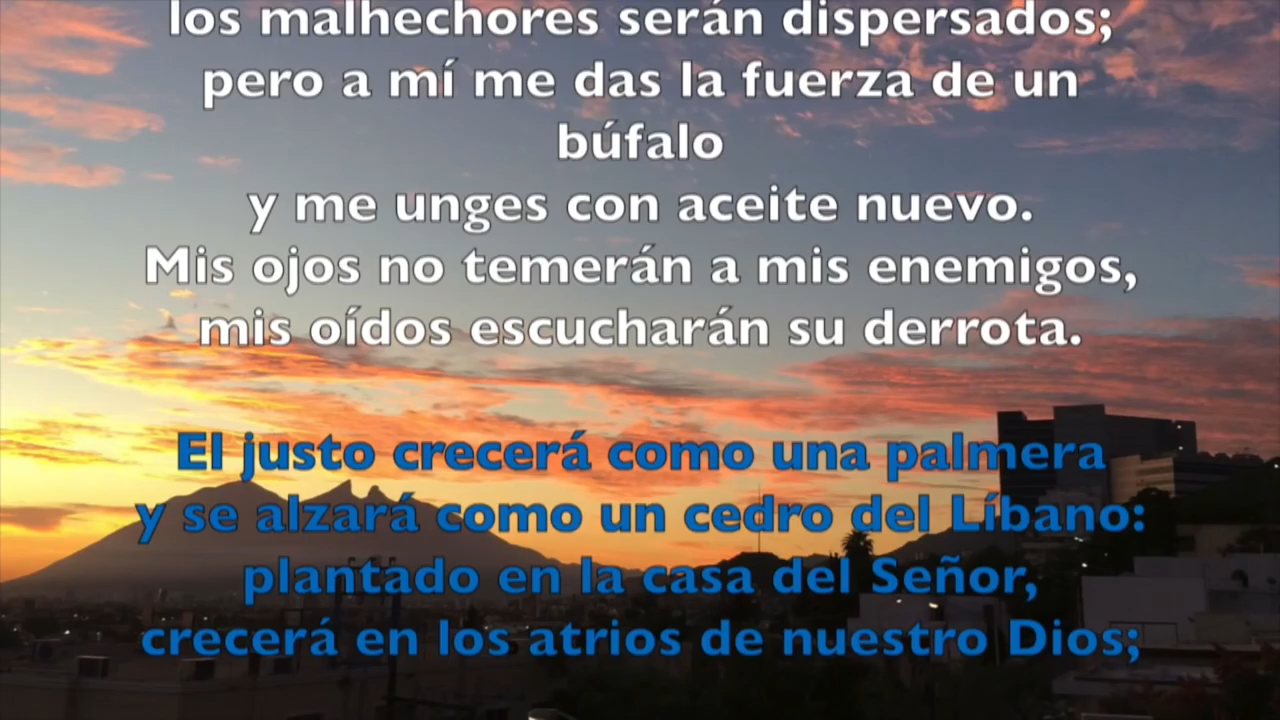 los malhechores serán dispersados;
pero a mí me das la fuerza de un
búfalo
y me unges con aceite nuevo.
Mis ojos no temerán a mis enemigos,
mis oídos escucharán su derrota.
El justo crecerá como una palmera
y se alzará como un cedro del Líbano:
plantado en la casa del Señor,
crecerá en los atrios de nuestro Dios;